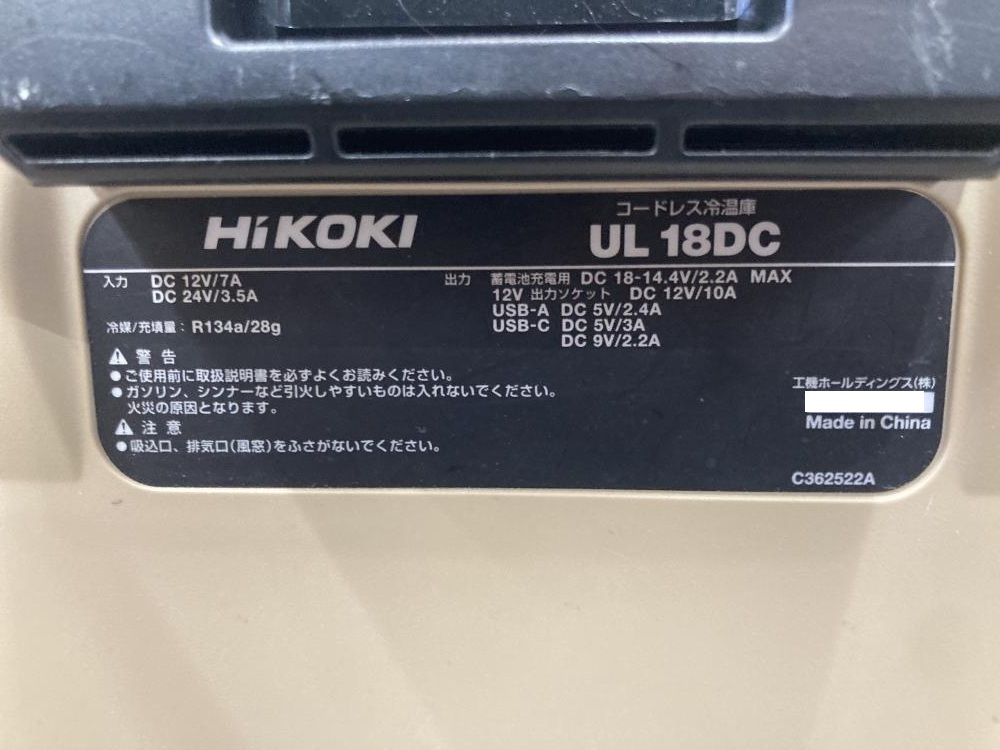 HiKOKI
コードレス冷温庫
UL 18DC
入力 DC 12V/7A
DC 24V/3.5A
出力 蓄電池充電用 DC 18-14.4V/2.2A MAX
12V 出力ソケット DC 12V/10A
USB-A DC 5V/2.4A
USB-C DC 5V/3A
DC 9V/2.2A
冷媒/充填量: R134a/28g
⚠ 警告
●ご使用前に取扱説明書を必ずよくお読みください。
●ガソリン、シンナーなど引火しやすいものは入れないでください。
火災の原因となります。
⚠ 注意
●吸込口、排気口(風窓)をふさがないでください。
工機ホールディングス(株)
Made in China
C362522A